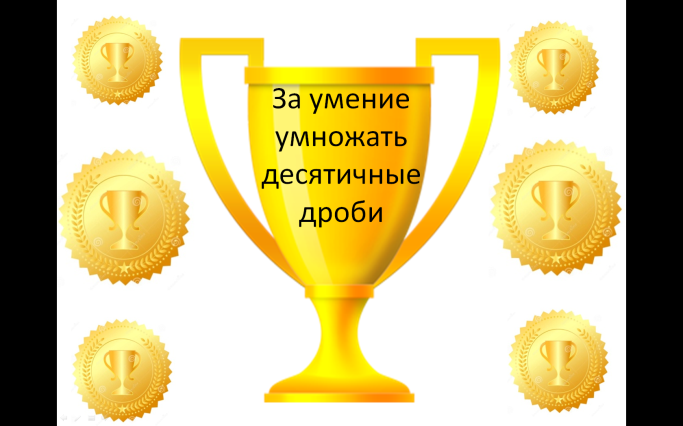 За умение
умножать
десятичные
дроби